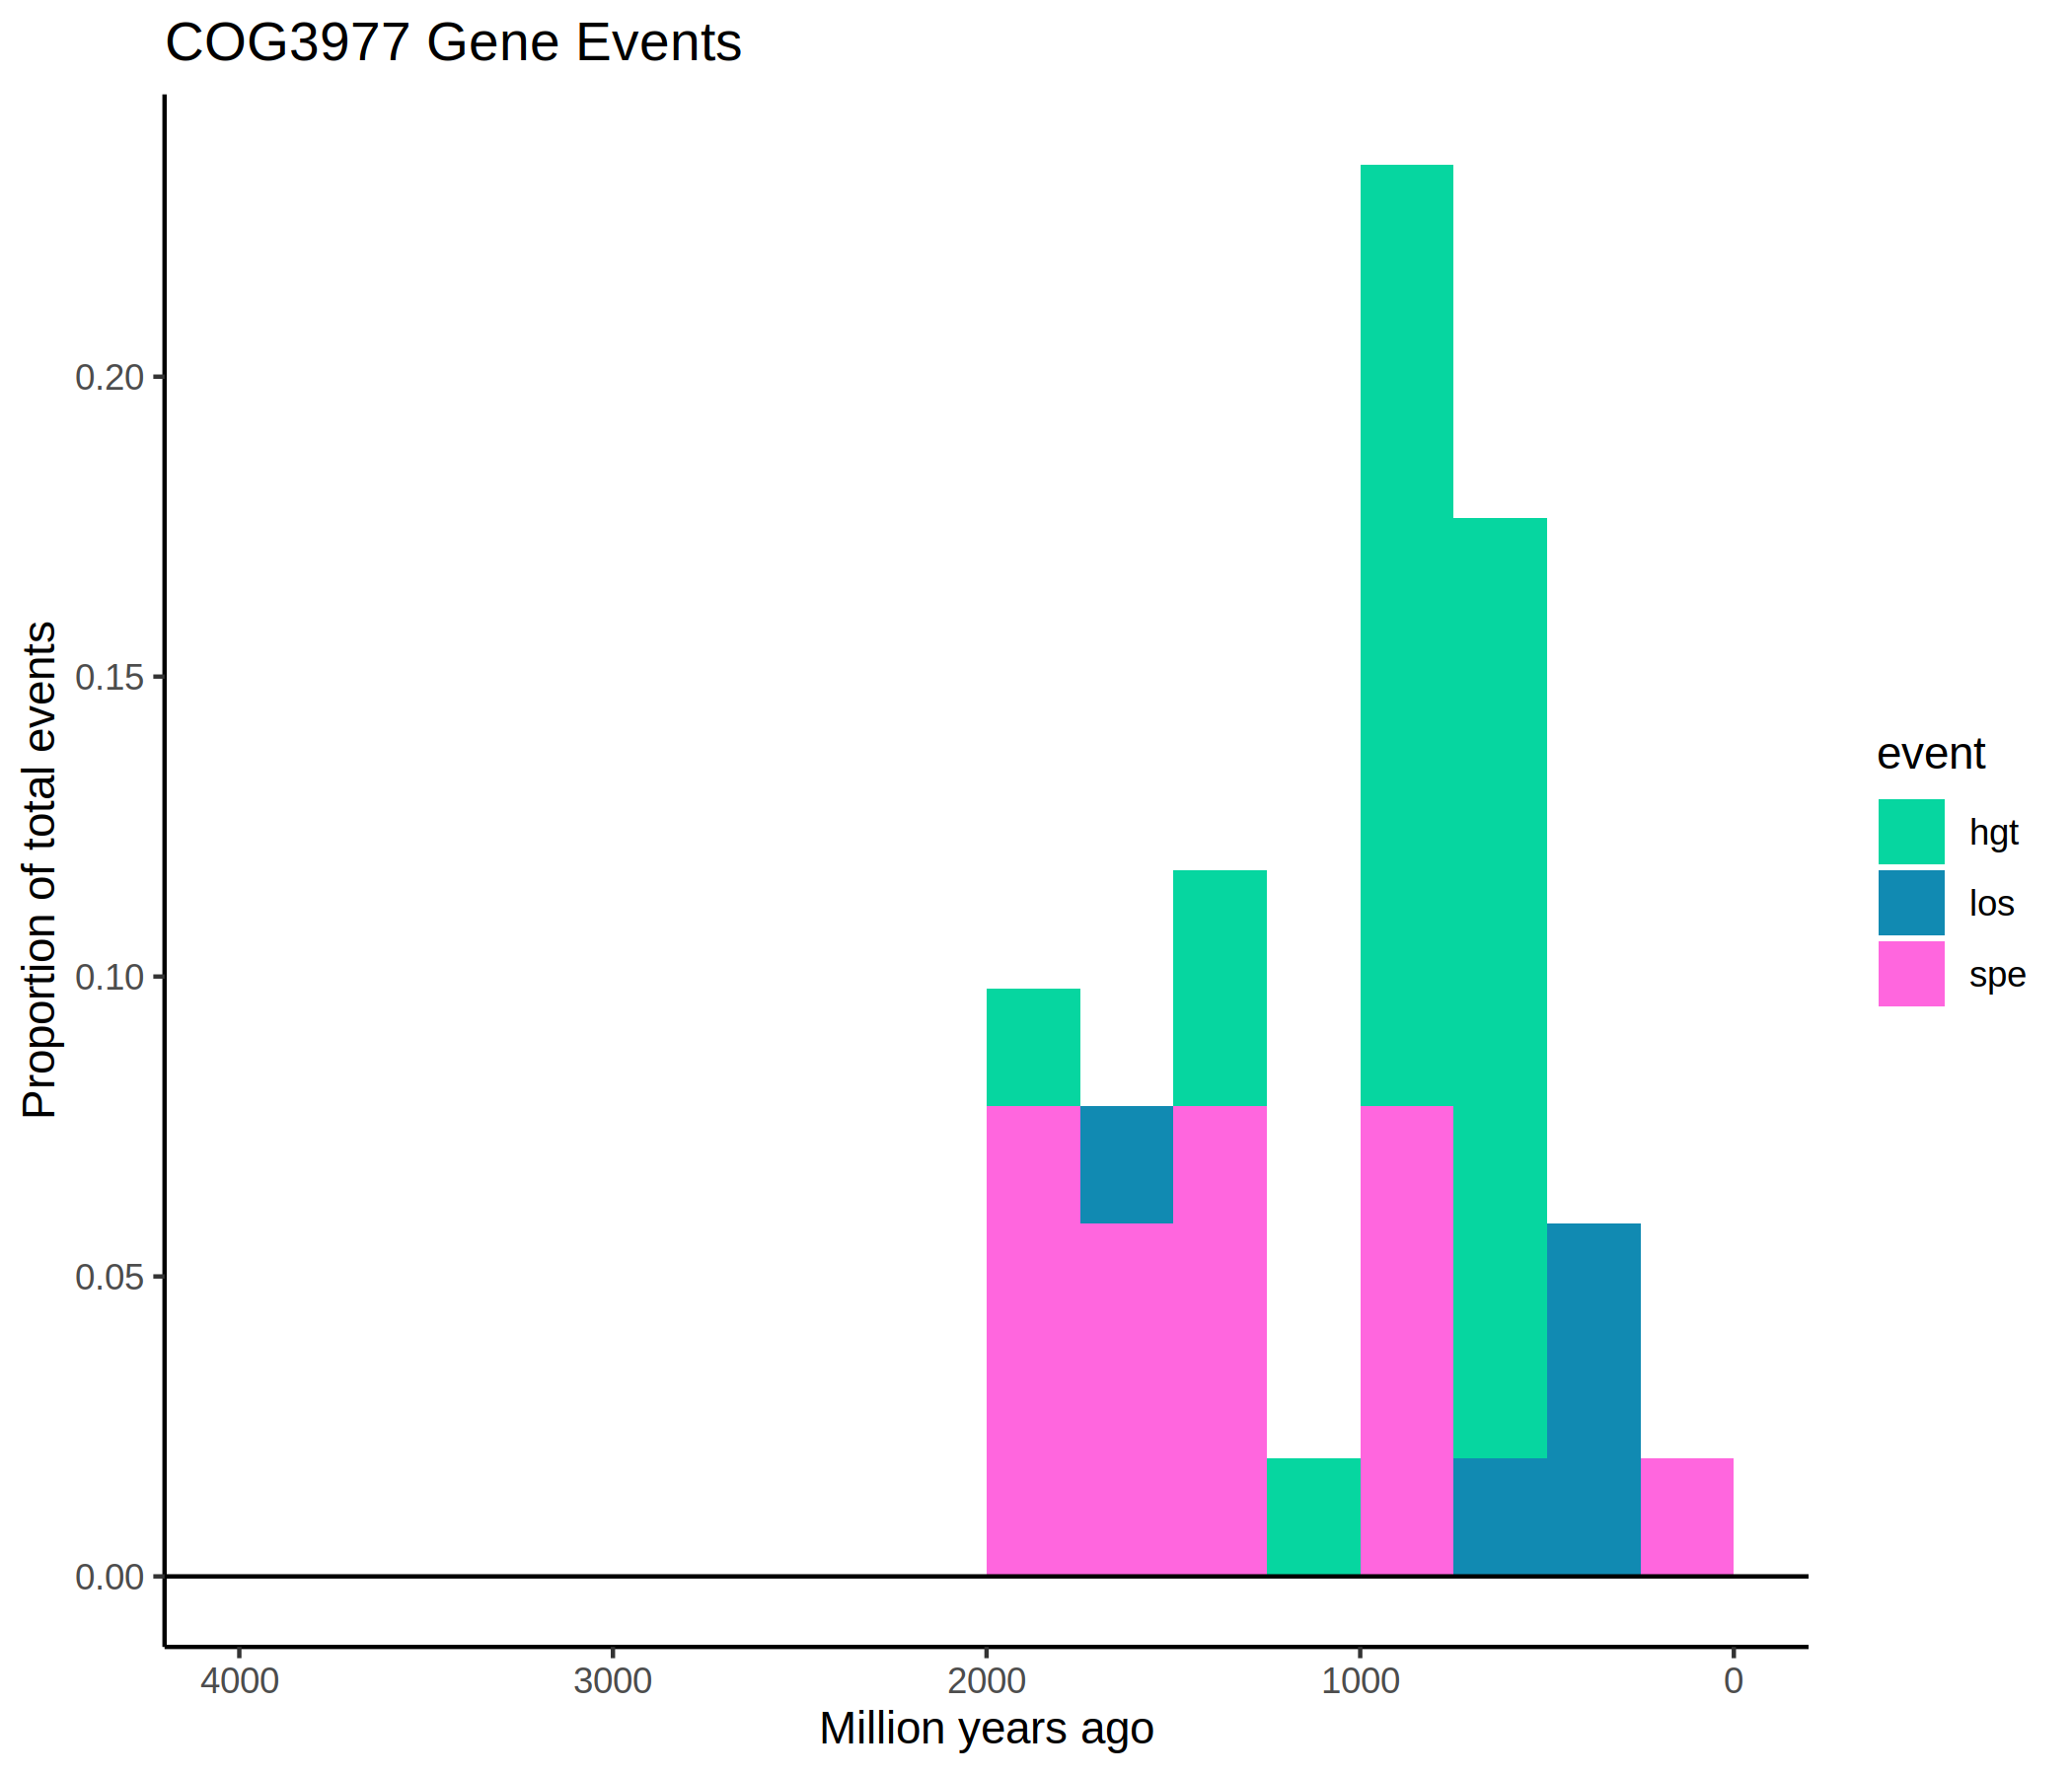 COG3977 Gene Events
Proportion of total events
0.20
0.15
0.10
0.05
0.00
4000 3000 2000 1000 0
Million years ago
event
hgt
los
spe